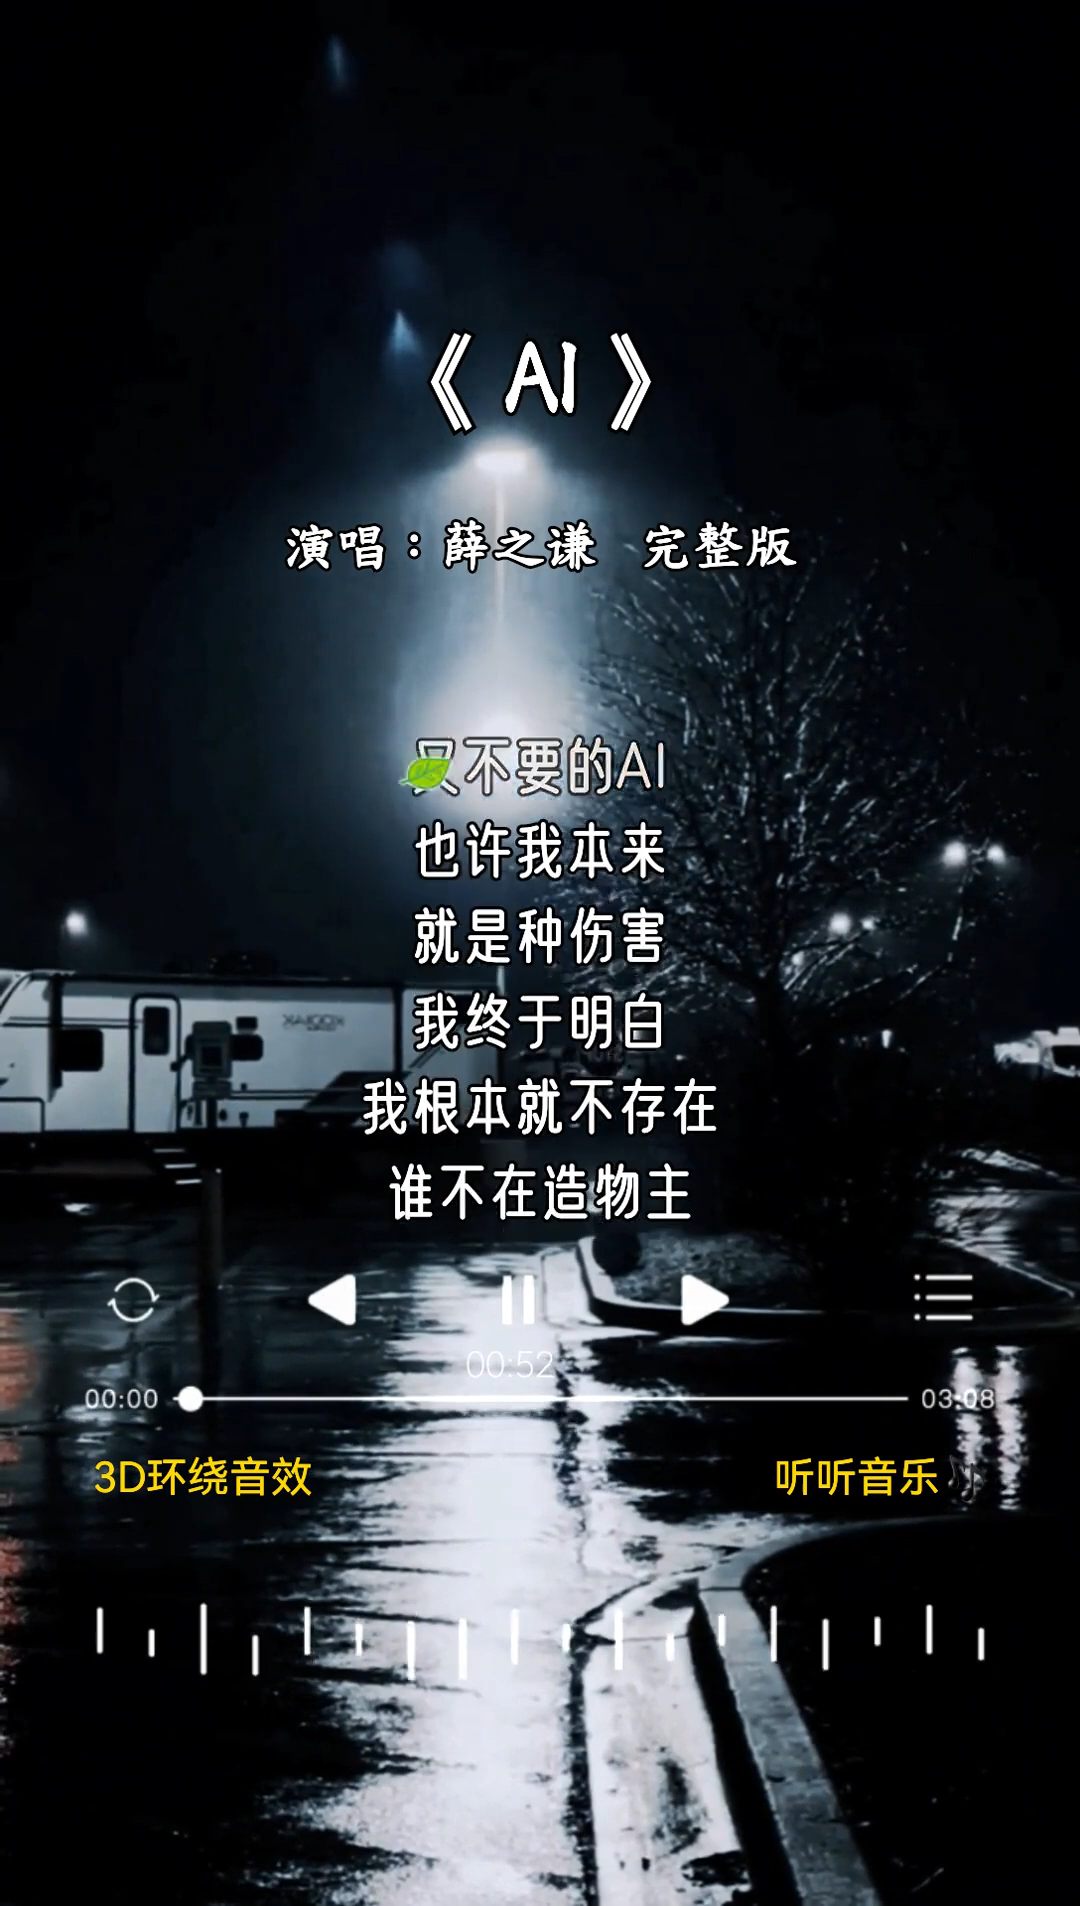 《 AI 》
演唱：薛之谦 完整版
又不要的AI
也许我本来
就是种伤害
我终于明白
我根本就不存在
谁不在造物主
00:52
00:00 03:08
3D环绕音效 听听音乐